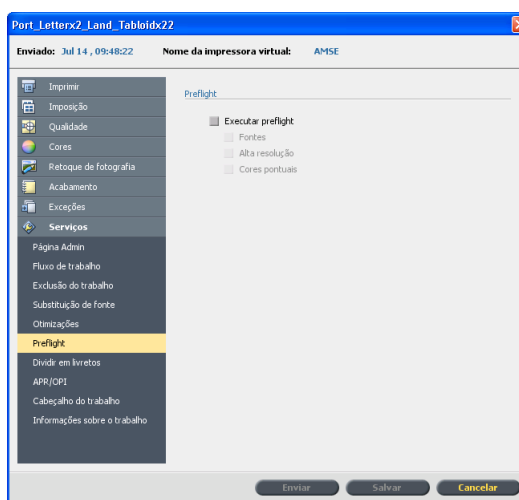 Port_Letterx2_Land_Tabloidx22
Enviado: Jul 14 , 09:48:22 Nome da impressora virtual: AMSE
Imprimir
Imposição
Qualidade
Cores
Retoque de fotografia
Acabamento
Exceções
Serviços
Página Admin
Fluxo de trabalho
Exclusão do trabalho
Substituição de fonte
Otimizações
Preflight
Dividir em livretos
APR/OPI
Cabeçalho do trabalho
Informações sobre o trabalho
Preflight
Executar preflight
Fontes
Alta resolução
Cores pontuais
Enviar Salvar Cancelar